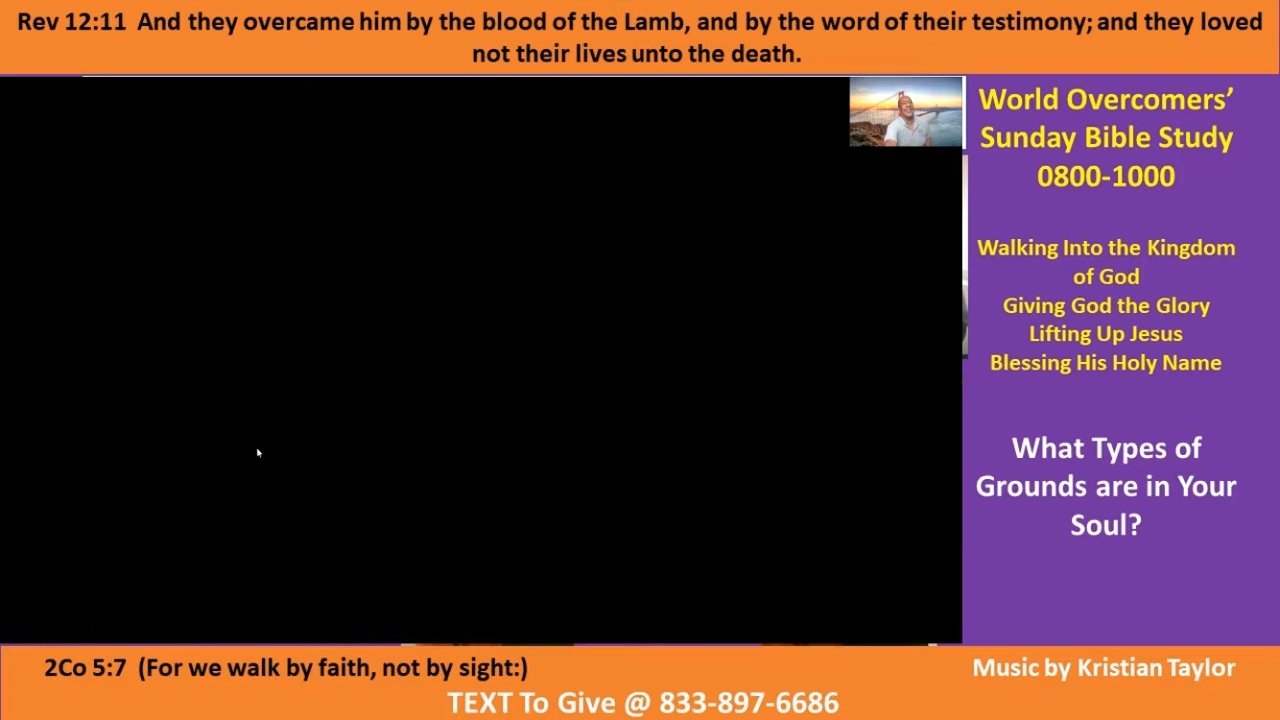 Rev 12:11  And they overcame him by the blood of the Lamb, and by the word of their testimony; and they loved
not their lives unto the death.
World Overcomers’
Sunday Bible Study
0800-1000
Walking Into the Kingdom
of God
Giving God the Glory
Lifting Up Jesus
Blessing His Holy Name
What Types of
Grounds are in Your
Soul?
2Co 5:7  (For we walk by faith, not by sight:)
Music by Kristian Taylor
TEXT To Give @ 833-897-6686